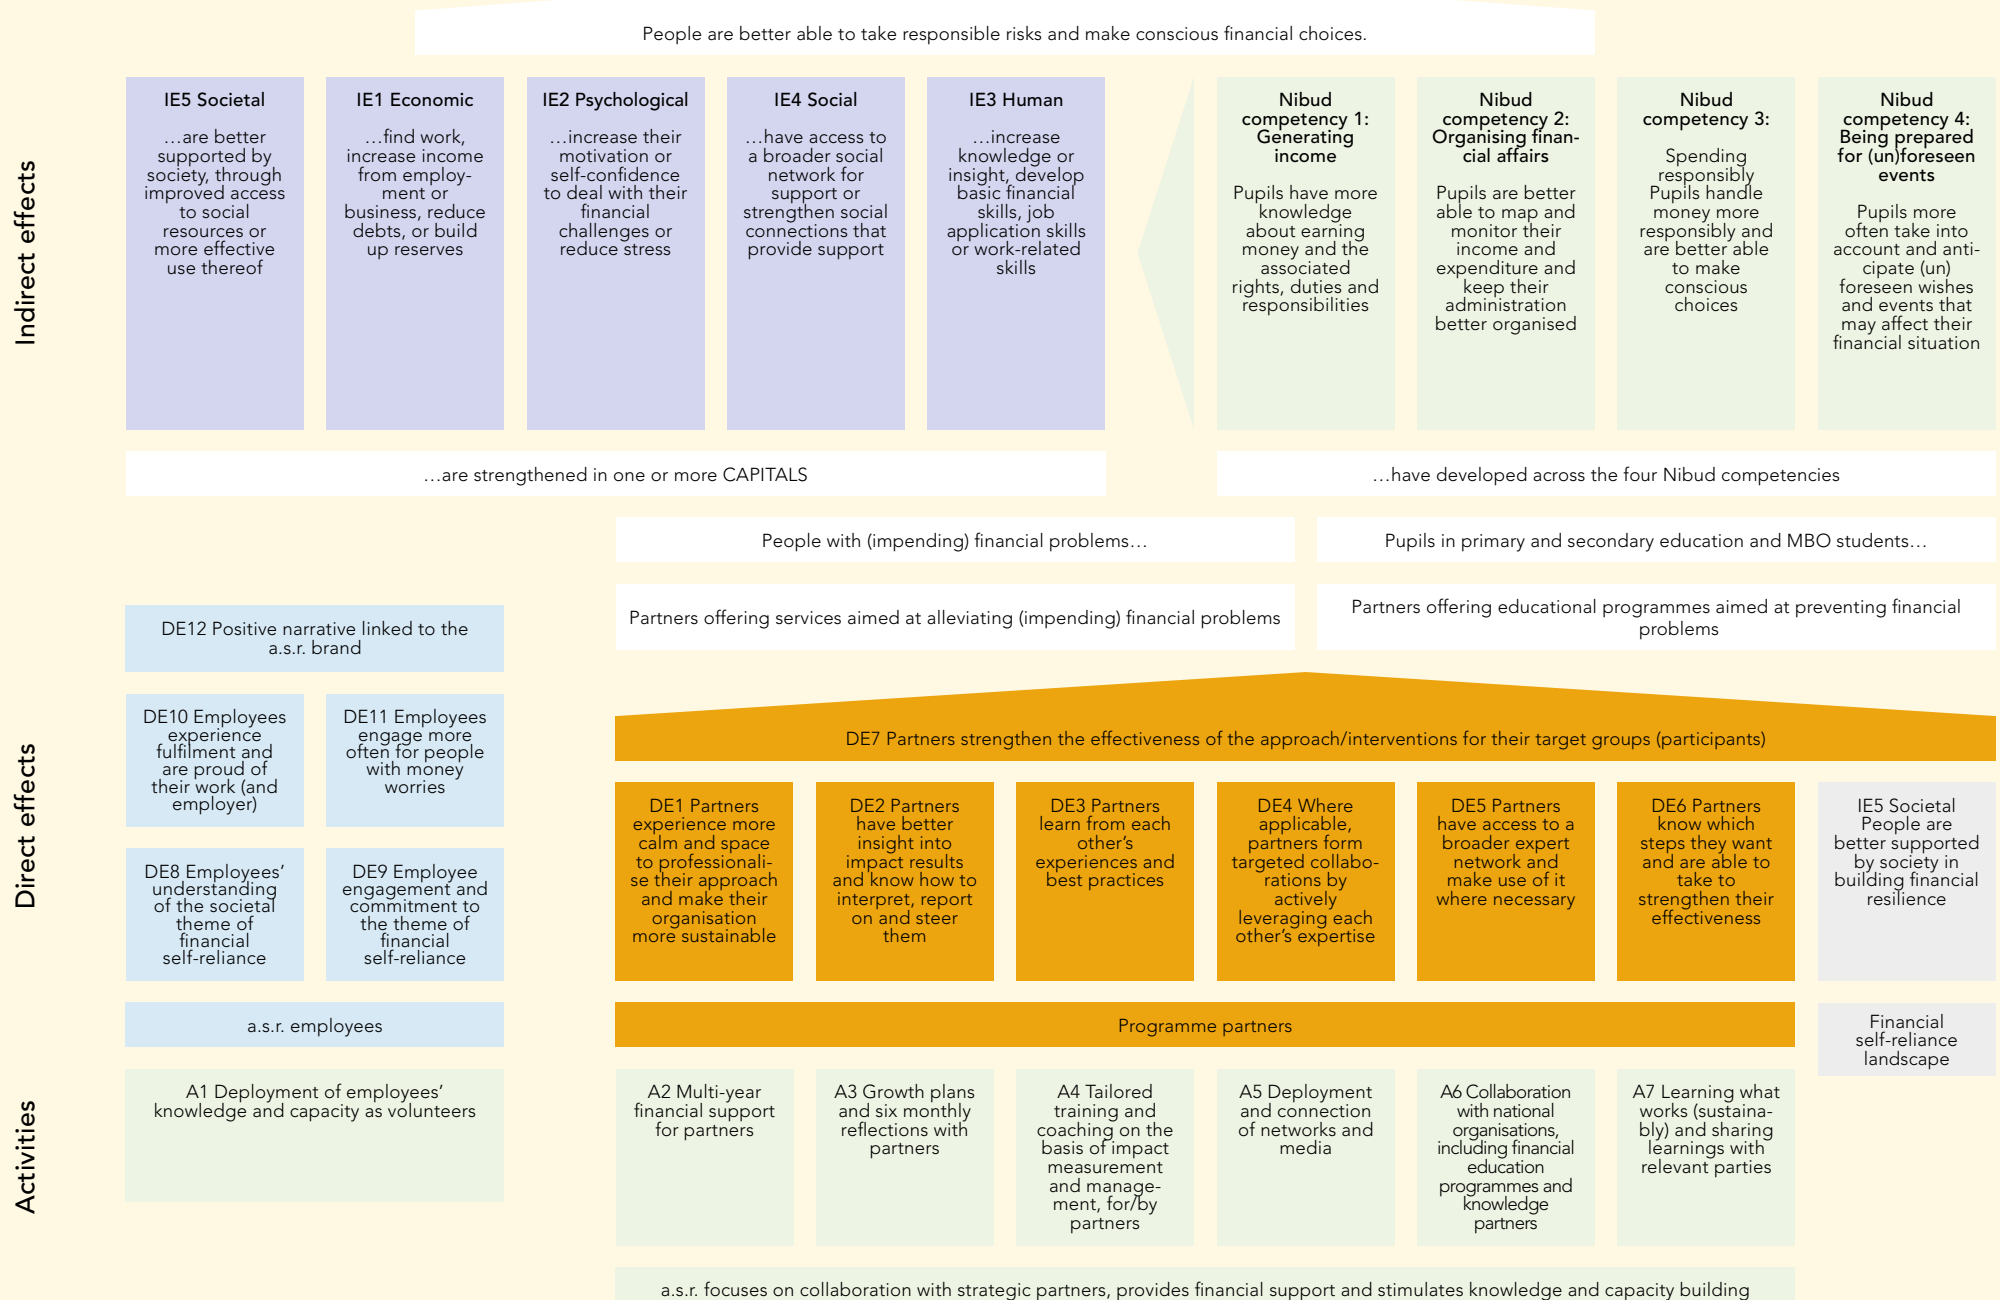 People are better able to take responsible risks and make conscious financial choices.
Indirect effects
IE5 Societal
…are better
supported by
society, through
improved access
to social
resources or
more effective
use thereof
IE1 Economic
…find work,
increase income
from employ-
ment or
business, reduce
debts, or build
up reserves
IE2 Psychological
…increase their
motivation or
self-confidence
to deal with their
financial
challenges or
reduce stress
IE4 Social
…have access to
a broader social
network for
support or
strengthen social
connections that
provide support
IE3 Human
…increase
knowledge or
insight, develop
basic financial
skills, job
application skills
or work-related
skills
Nibud
competency 1:
Generating
income
Pupils have more
knowledge
about earning
money and the
associated
rights, duties and
responsibilities
Nibud
competency 2:
Organising finan-
cial affairs
Pupils are better
able to map and
monitor their
income and
expenditure and
keep their
administration
better organised
Nibud
competency 3:
Spending
responsibly
Pupils handle
money more
responsibly and
are better able
to make
conscious
choices
Nibud
competency 4:
Being prepared
for (un)foreseen
events
Pupils more
often take into
account and anti-
cipate (un)
foreseen wishes
and events that
may affect their
financial situation
…are strengthened in one or more CAPITALS
…have developed across the four Nibud competencies
People with (impending) financial problems…
Pupils in primary and secondary education and MBO students…
Partners offering services aimed at alleviating (impending) financial problems
Partners offering educational programmes aimed at preventing financial
problems
Direct effects
DE12 Positive narrative linked to the
a.s.r. brand
DE10 Employees
experience
fulfilment and
are proud of
their work (and
employer)
DE11 Employees
engage more
often for people
with money
worries
DE8 Employees’
understanding
of the societal
theme of
financial
self-reliance
DE9 Employee
engagement and
commitment to
the theme of
financial
self-reliance
a.s.r. employees
DE7 Partners strengthen the effectiveness of the approach/interventions for their target groups (participants)
DE1 Partners
experience more
calm and space
to professionali-
se their approach
and make their
organisation
more sustainable
DE2 Partners
have better
insight into
impact results
and know how to
interpret, report
on and steer
them
DE3 Partners
learn from each
other’s
experiences and
best practices
DE4 Where
applicable,
partners form
targeted collabo-
rations by
actively
leveraging each
other’s expertise
DE5 Partners
have access to a
broader expert
network and
make use of it
where necessary
DE6 Partners
know which
steps they want
and are able to
take to
strengthen their
effectiveness
IE5 Societal
People are
better supported
by society in
building financial
resilience
Programme partners
Financial
self-reliance
landscape
Activities
A1 Deployment of employees’
knowledge and capacity as volunteers
A2 Multi-year
financial support
for partners
A3 Growth plans
and six monthly
reflections with
partners
A4 Tailored
training and
coaching on the
basis of impact
measurement
and manage-
ment, for/by
partners
A5 Deployment
and connection
of networks and
media
A6 Collaboration
with national
organisations,
including financial
education
programmes and
knowledge
partners
A7 Learning what
works (sustaina-
bly) and sharing
learnings with
relevant parties
a.s.r. focuses on collaboration with strategic partners, provides financial support and stimulates knowledge and capacity building